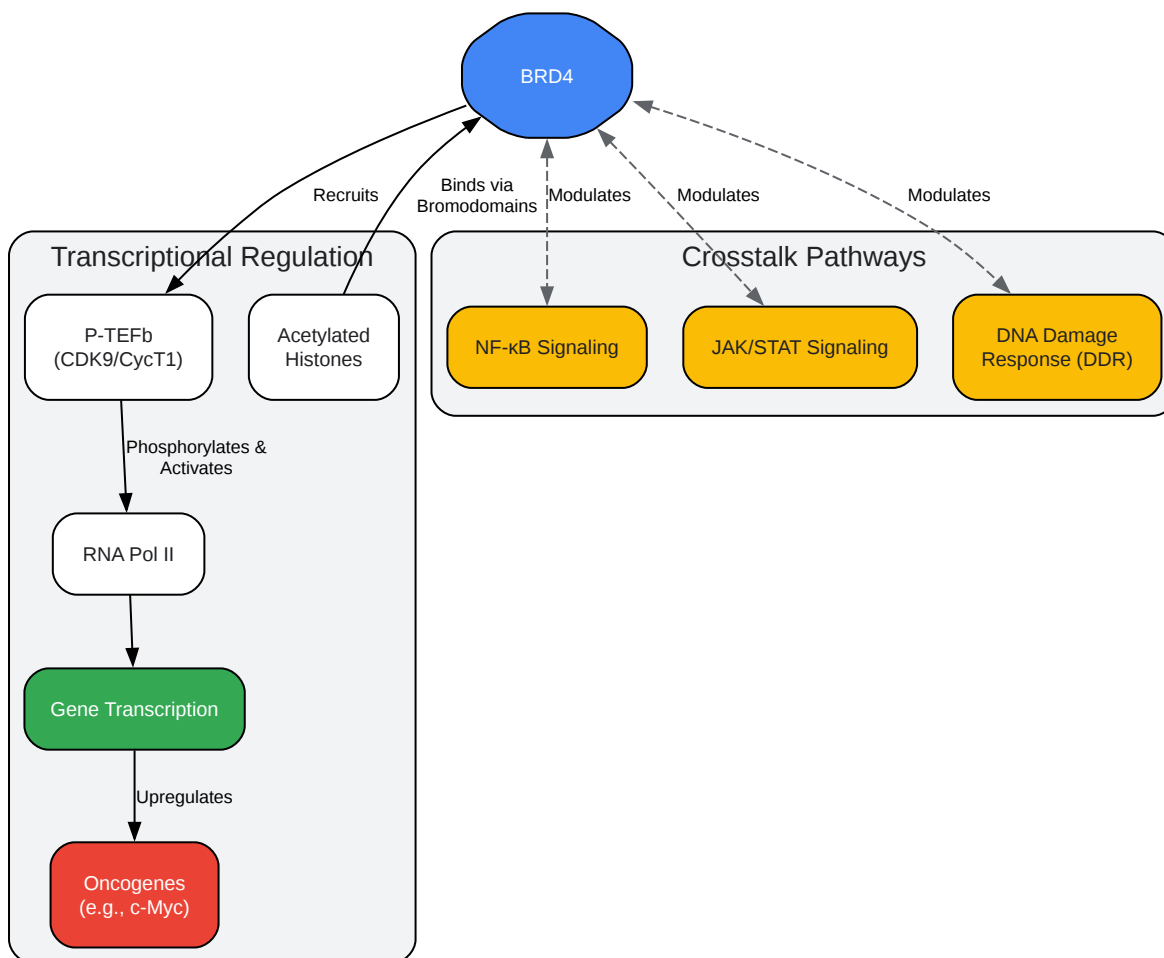 BRD4
Recruits
Binds via
Bromodomains
Modulates
Modulates
Modulates
Transcriptional Regulation
Crosstalk Pathways
P-TEFb
(CDK9/CycT1)
Acetylated
Histones
NF-κB Signaling
JAK/STAT Signaling
DNA Damage
Response (DDR)
Phosphorylates &
Activates
RNA Pol II
Gene Transcription
Upregulates
Oncogenes
(e.g., c-Myc)